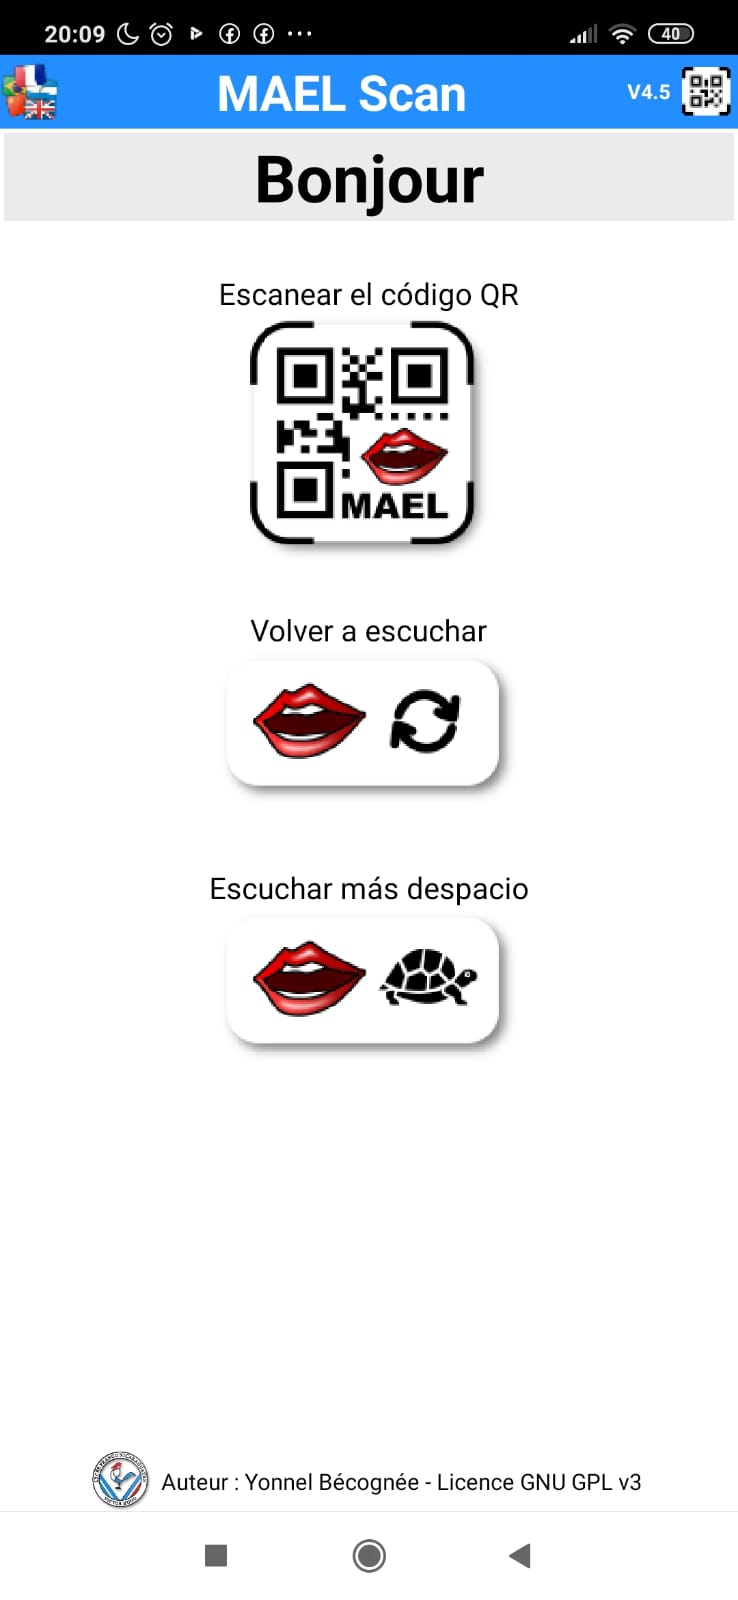 20:09
40
MAEL Scan
V4.5
Bonjour
Escanear el código QR
MAEL
Volver a escuchar
Escuchar más despacio
Auteur : Yonnel Bécognée - Licence GNU GPL v3